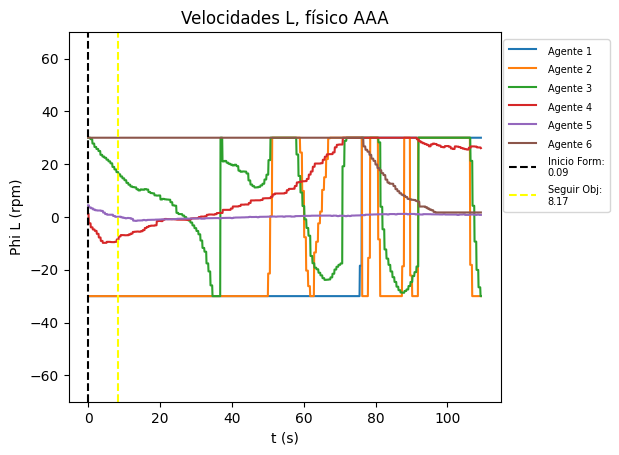 Velocidades L, físico AAA
Phi L (rpm)
60
40
20
0
−20
−40
−60
0
20
40
60
80
100
t (s)
Agente 1
Agente 2
Agente 3
Agente 4
Agente 5
Agente 6
Inicio Form:
0.09
Seguir Obj:
8.17